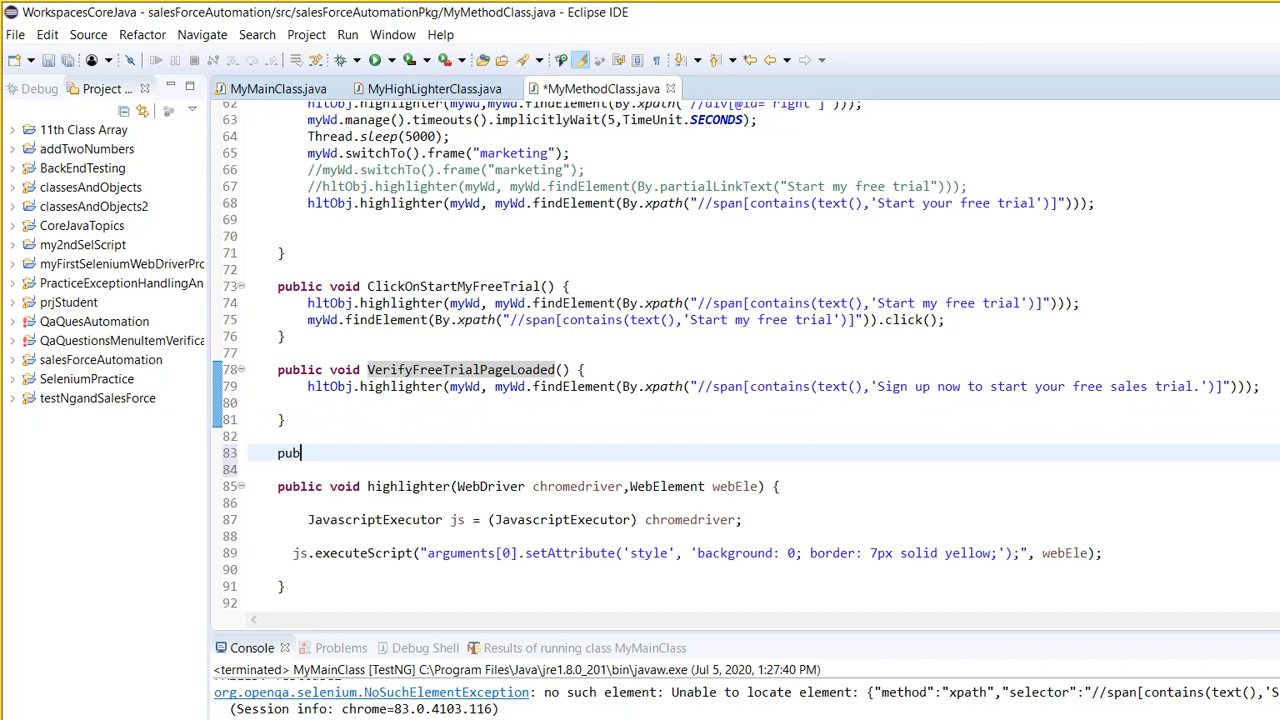 WorkspacesCoreJava - salesForceAutomation/src/salesForceAutomationPkg/MyMethodClass.java - Eclipse IDE
File Edit Source Refactor Navigate Search Project Run Window Help
Debug Project ... MyMainClass.java MyHighLighterClass.java *MyMethodClass.java
11th Class Array
addTwoNumbers
BackEndTesting
classesAndObjects
classesAndObjects2
CoreJavaTopics
my2ndSelScript
myFirstSeleniumWebDriverPro
PracticeExceptionHandlingAn
prjStudent
QaQuesAutomation
QaQuestionsMenuItemVerifica
salesForceAutomation
SeleniumPractice
testNgandSalesForce
62 hltObj.highlighter(myWd,myWd.findElement(By.xpath("//div[@id='right']")));
63 myWd.manage().timeouts().implicitlyWait(5,TimeUnit.SECONDS);
64 Thread.sleep(5000);
65 myWd.switchTo().frame("marketing");
66 //myWd.switchTo().frame("marketing");
67 //hltObj.highlighter(myWd, myWd.findElement(By.partialLinkText("Start my free trial")));
68 hltObj.highlighter(myWd, myWd.findElement(By.xpath("//span[contains(text(),'Start your free trial')]")));
69
70
71 }
72
73 public void ClickOnStartMyFreeTrial() {
74 hltObj.highlighter(myWd, myWd.findElement(By.xpath("//span[contains(text(),'Start my free trial')]")));
75 myWd.findElement(By.xpath("//span[contains(text(),'Start my free trial')]")).click();
76 }
77
78 public void VerifyFreeTrialPageLoaded() {
79 hltObj.highlighter(myWd, myWd.findElement(By.xpath("//span[contains(text(),'Sign up now to start your free sales trial.')]")));
80
81 }
82
83 pub
84
85 public void highlighter(WebDriver chromedriver,WebElement webEle) {
86
87 JavascriptExecutor js = (JavascriptExecutor) chromedriver;
88
89 js.executeScript("arguments[0].setAttribute('style', 'background: 0; border: 7px solid yellow;');", webEle);
90
91 }
92
Console Problems Debug Shell Results of running class MyMainClass
<terminated> MyMainClass [TestNG] C:\Program Files\Java\jre1.8.0_201\bin\javaw.exe (Jul 5, 2020, 1:27:40 PM)
org.openqa.selenium.NoSuchElementException: no such element: Unable to locate element: {"method":"xpath","selector":"//span[contains(text(),'S
(Session info: chrome=83.0.4103.116)